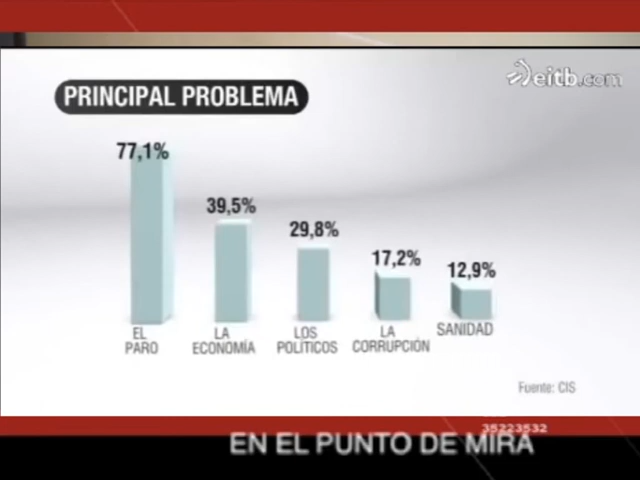 eitb.com
PRINCIPAL PROBLEMA
77,1%
39,5%
29,8%
17,2%
12,9%
EL
PARO
LA
ECONOMÍA
LOS
POLÍTICOS
LA
CORRUPCIÓN
SANIDAD
Fuente: CIS
35223532
EN EL PUNTO DE MIRA